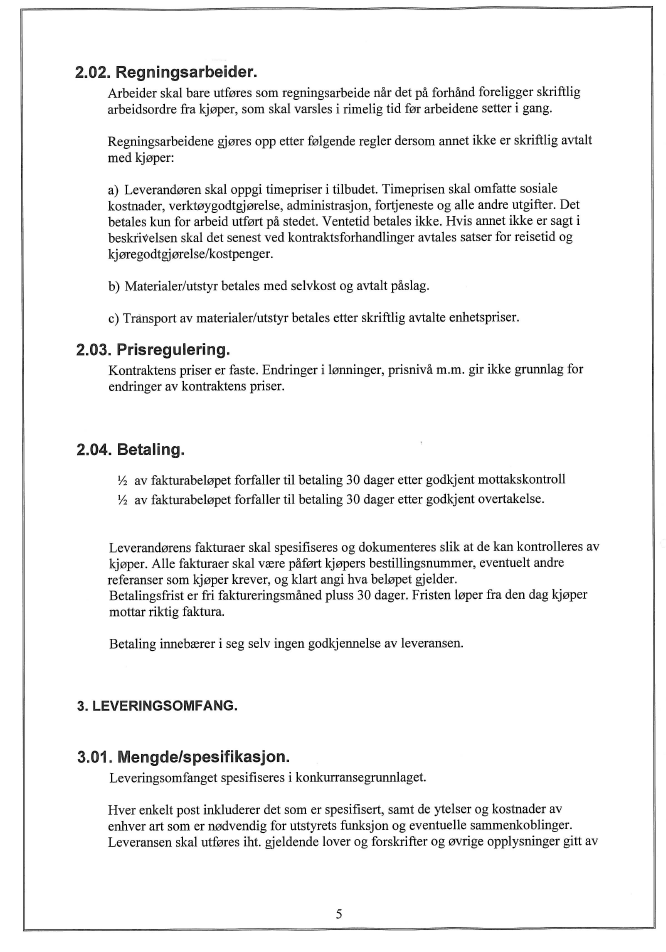 2.02. Regningsarbeider.
Arbeider skal bare utføres som regningsarbeide når det på forhånd foreligger skriftlig
arbeidsordre fra kjøper, som skal varsles i rimelig tid før arbeidene setter i gang.
Regningsarbeidene gjøres opp etter følgende regler dersom annet ikke er skriftlig avtalt
med kjøper:
a) Leverandøren skal oppgi timepriser i tilbudet. Timeprisen skal omfatte sosiale
kostnader, verktøygodtgjørelse, administrasjon, fortjeneste og alle andre utgifter. Det
betales kun for arbeid utført på stedet. Ventetid betales ikke. Hvis annet ikke er sagt i
beskrivelsen skal det senest ved kontraktsforhandlinger avtales satser for reisetid og
kjøregodtgjørelse/kostpenger.
b) Materialer/utstyr betales med selvkost og avtalt påslag.
c) Transport av materialer/utstyr betales etter skriftlig avtalte enhetspriser.
2.03. Prisregulering.
Kontraktens priser er faste. Endringer i lønninger, prisnivå m.m. gir ikke grunnlag for
endringer av kontraktens priser.
2.04. Betaling.
½ av fakturabeløpet forfaller til betaling 30 dager etter godkjent mottakskontroll
½ av fakturabeløpet forfaller til betaling 30 dager etter godkjent overtakelse.
Leverandørens fakturaer skal spesifiseres og dokumenteres slik at de kan kontrolleres av
kjøper. Alle fakturaer skal være påført kjøpers bestillingsnummer, eventuelt andre
referanser som kjøper krever, og klart angi hva beløpet gjelder.
Betalingsfrist er fri faktureringsmåned pluss 30 dager. Fristen løper fra den dag kjøper
mottar riktig faktura.
Betaling innebærer i seg selv ingen godkjennelse av leveransen.
3. LEVERINGSOMFANG.
3.01. Mengde/spesifikasjon.
Leveringsomfanget spesifiseres i konkurransegrunnlaget.
Hver enkelt post inkluderer det som er spesifisert, samt de ytelser og kostnader av
enhver art som er nødvendig for utstyrets funksjon og eventuelle sammenkoblinger.
Leveransen skal utføres iht. gjeldende lover og forskrifter og øvrige opplysninger gitt av
5